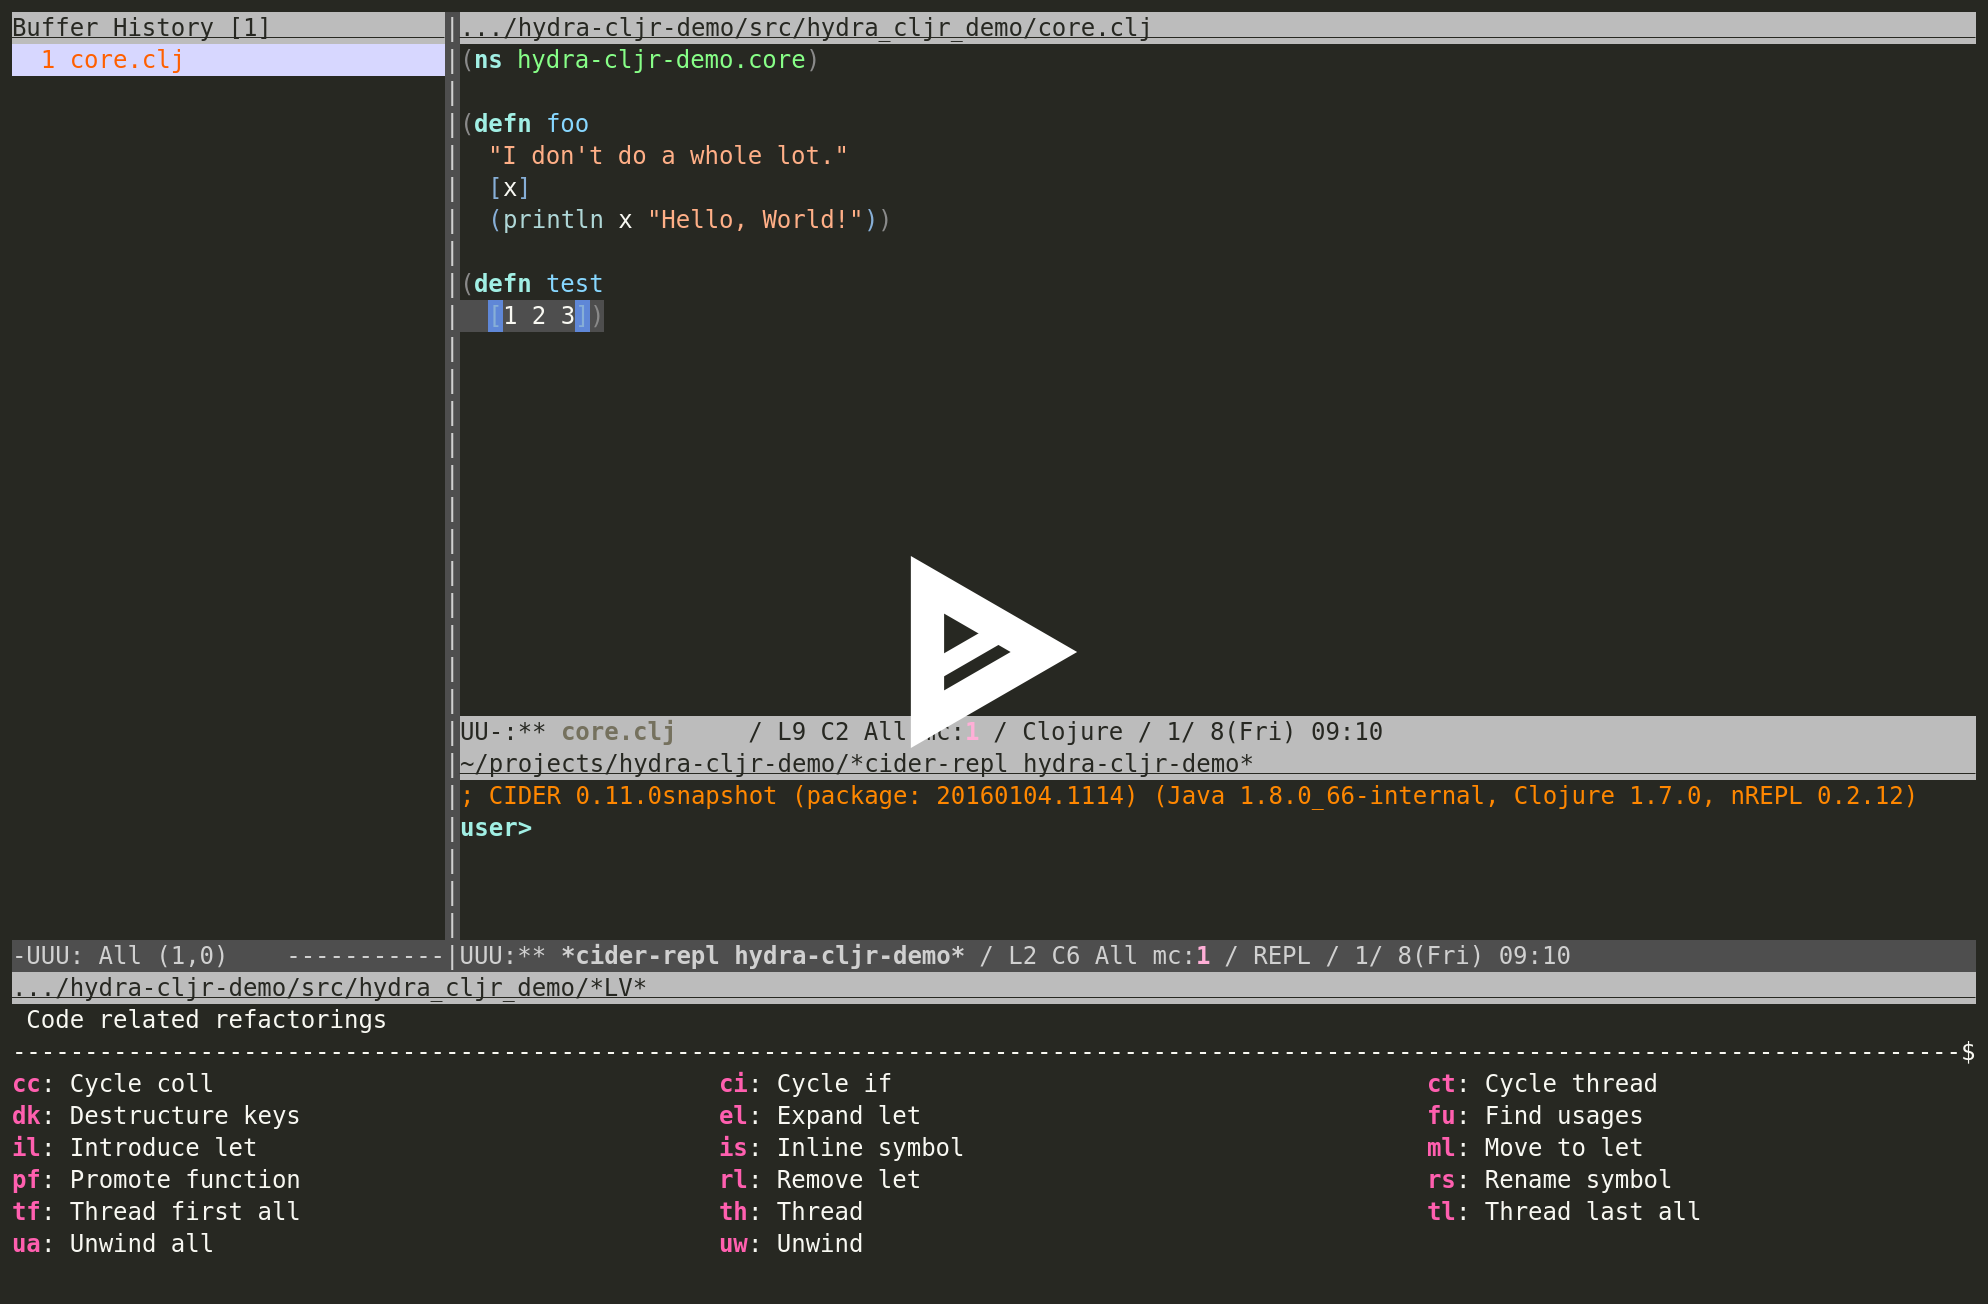 Buffer History [1]
1 core.clj
.../hydra-cljr-demo/src/hydra_cljr_demo/core.clj
(ns hydra-cljr-demo.core)
(defn foo
"I don't do a whole lot."
[x]
(println x "Hello, World!"))
(defn test
[1 2 3])
UU-:** core.clj / L9 C2 All mc:1 / Clojure / 1/ 8(Fri) 09:10
~/projects/hydra-cljr-demo/*cider-repl hydra-cljr-demo*
; CIDER 0.11.0snapshot (package: 20160104.1114) (Java 1.8.0_66-internal, Clojure 1.7.0, nREPL 0.2.12)
user>
-UUU: All (1,0) -----------|UUU:** *cider-repl hydra-cljr-demo* / L2 C6 All mc:1 / REPL / 1/ 8(Fri) 09:10
.../hydra-cljr-demo/src/hydra_cljr_demo/*LV*
Code related refactorings
---------------------------------------------------------------------------------------------------------------------------------------$
cc: Cycle coll ci: Cycle if ct: Cycle thread
dk: Destructure keys el: Expand let fu: Find usages
il: Introduce let is: Inline symbol ml: Move to let
pf: Promote function rl: Remove let rs: Rename symbol
tf: Thread first all th: Thread tl: Thread last all
ua: Unwind all uw: Unwind